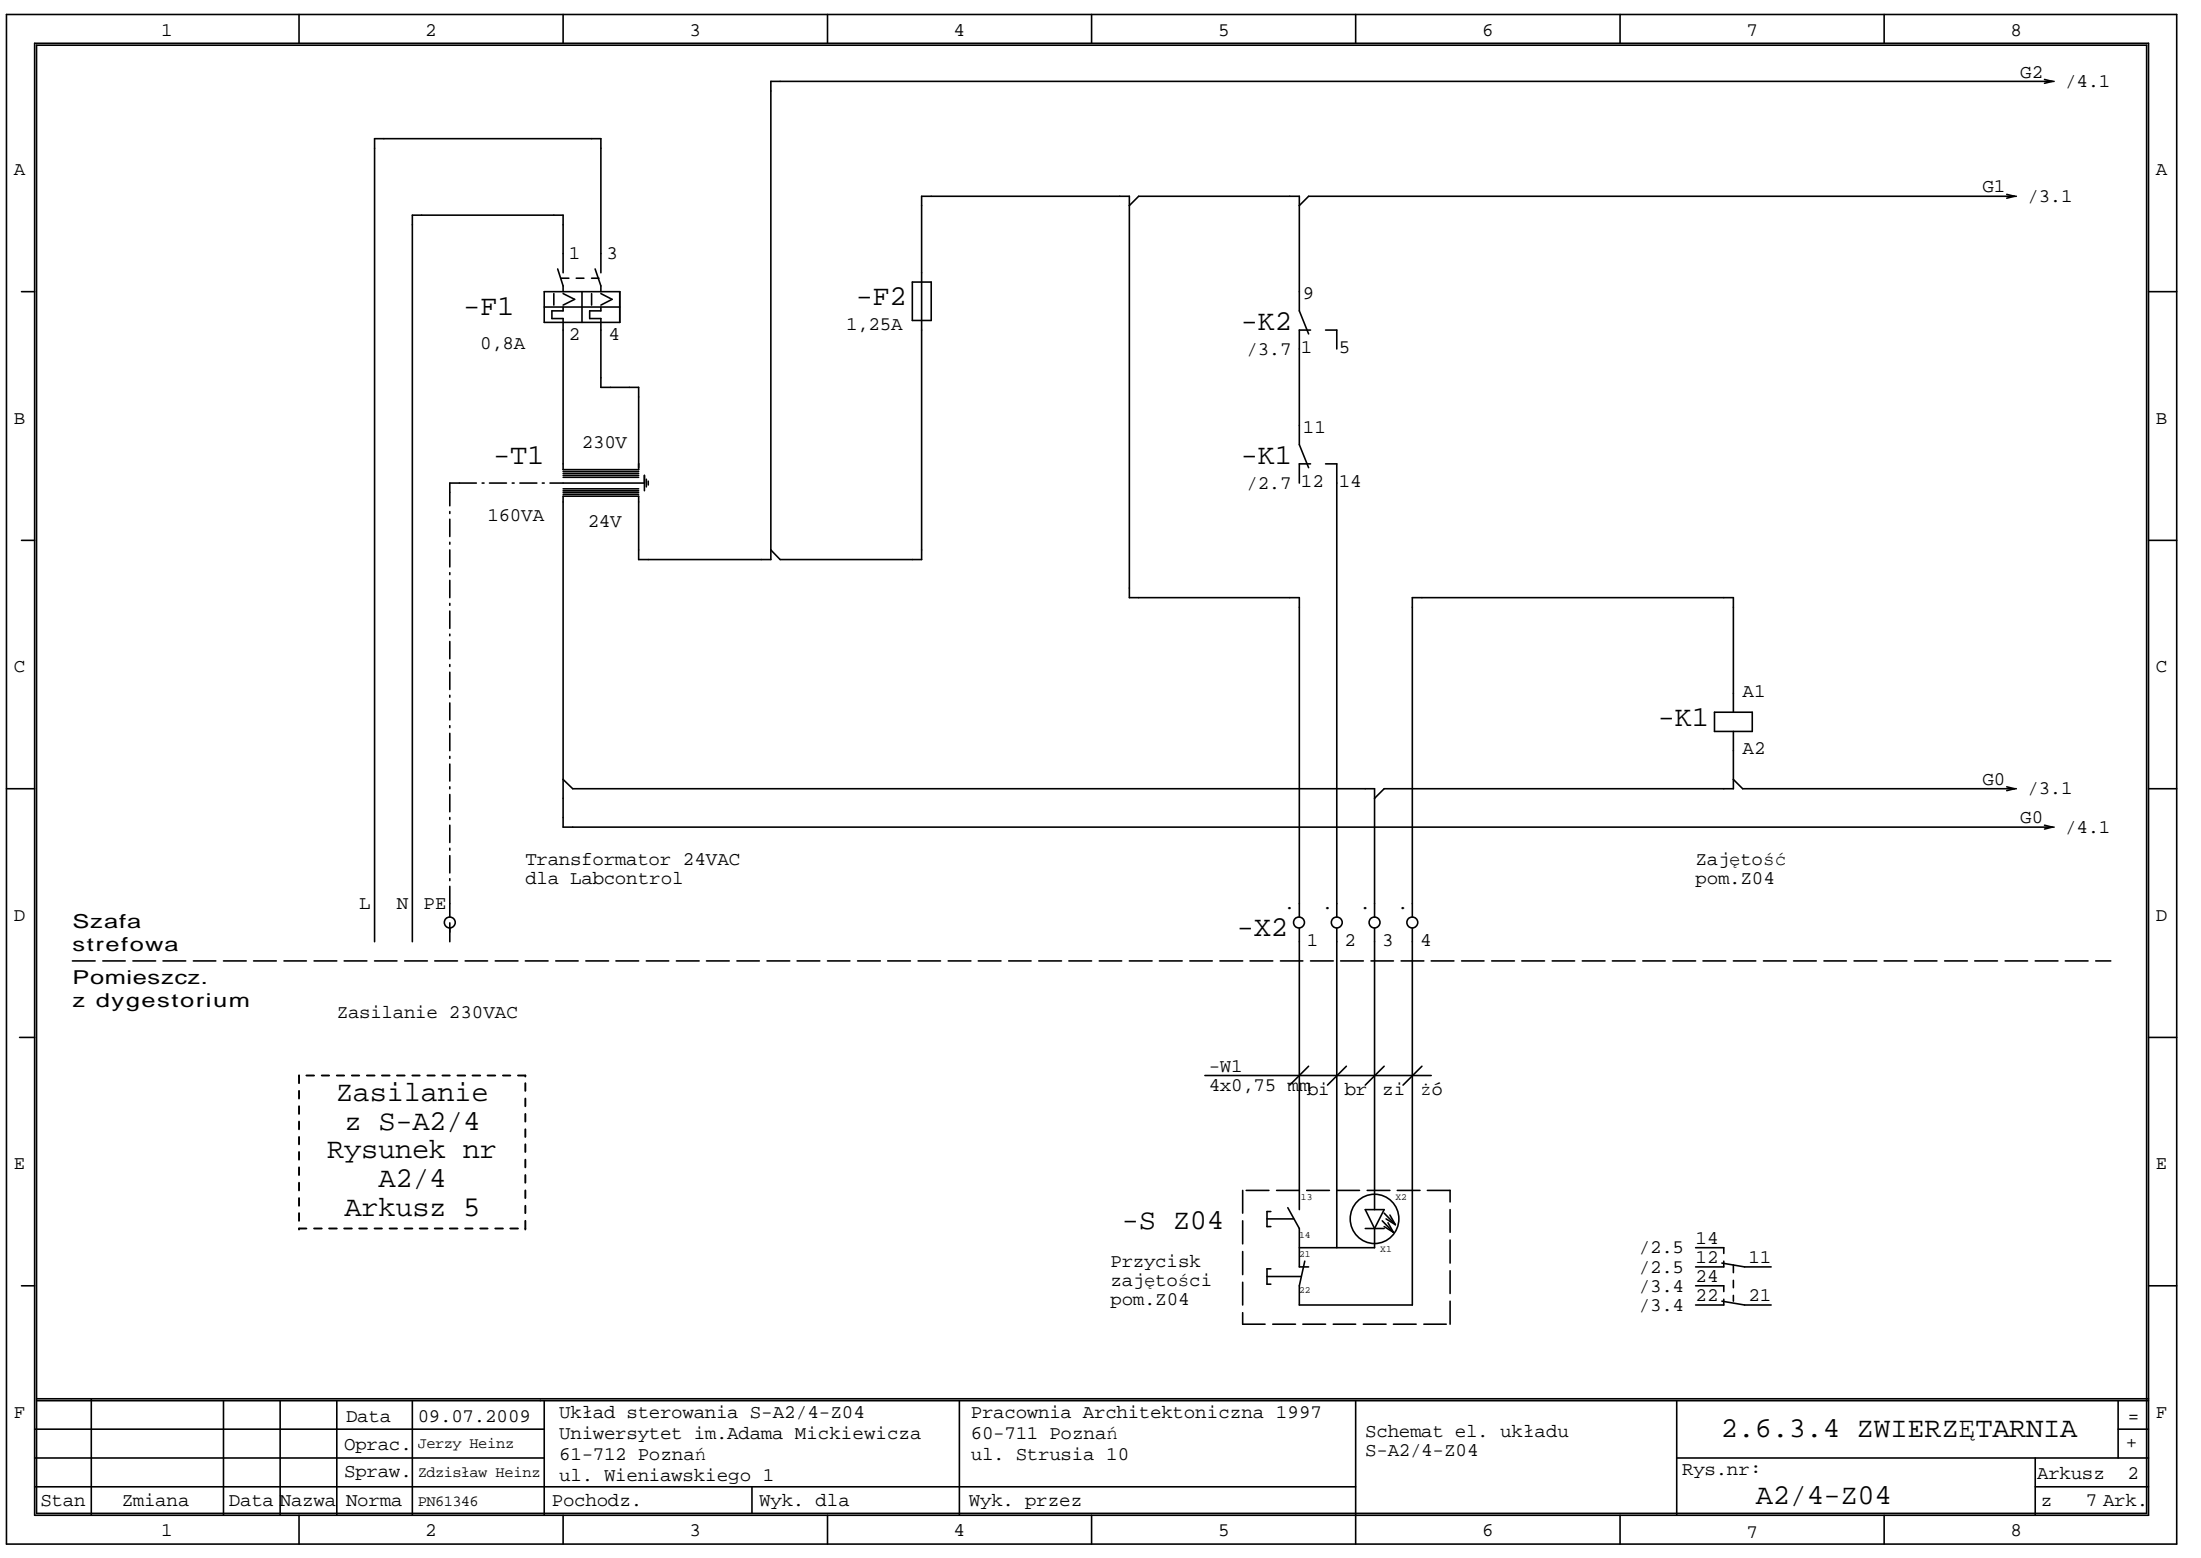 1 2 3 4 5 6 7 8
G2 /4.1
A A
G1 /3.1
1 3
-F1
0,8A
2 4
-F2
1,25A
9
-K2
/3.7 1 5
B B
11
-K1
/2.7 12 14
230V
-T1
160VA 24V
C C
A1
-K1
A2
G0 /3.1
G0 /4.1
Transformator 24VAC
dla Labcontrol
Zajętość
pom.Z04
L N PE
D D
Szafa
strefowa
-X2 1 2 3 4
Pomieszcz.
z dygestorium
Zasilanie 230VAC
-W1
4x0,75 mm bi br zi żó
Zasilanie
z S-A2/4
Rysunek nr
A2/4
Arkusz 5
E E
13 X2
-S Z04
14 X1
21
22
Przycisk
zajętości
pom.Z04
/2.5 14
/2.5 12 11
/3.4 24
/3.4 22 21
F F
Data 09.07.2009
Oprac. Jerzy Heinz
Spraw. Zdzisław Heinz
Stan Zmiana Data Nazwa Norma PN61346
Układ sterowania S-A2/4-Z04
Uniwersytet im.Adama Mickiewicza
61-712 Poznań
ul. Wieniawskiego 1
Pochodz. Wyk. dla
Pracownia Architektoniczna 1997
60-711 Poznań
ul. Strusia 10
Wyk. przez
Schemat el. układu
S-A2/4-Z04
2.6.3.4 ZWIERZĘTARNIA
=
+
Rys.nr:
A2/4-Z04
Arkusz 2
z 7 Ark.
1 2 3 4 5 6 7 8